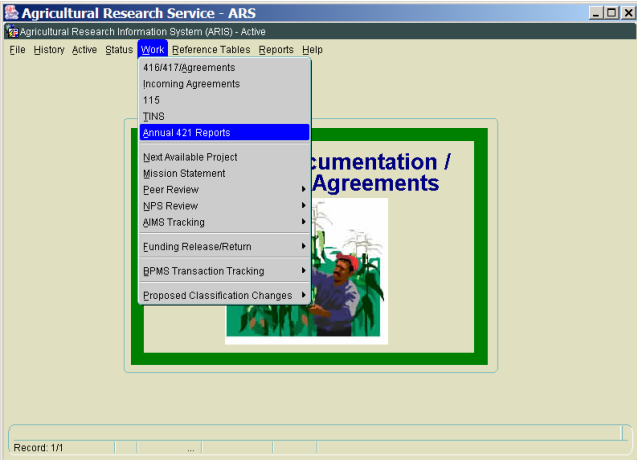 Agricultural Research Service - ARS
Agricultural Research Information System (ARIS) - Active
File History Active Status Work Reference Tables Reports Help
416/417/Agreements
Incoming Agreements
115
TINS
Annual 421 Reports
Next Available Project
Mission Statement
Peer Review
NPS Review
AIMS Tracking
Funding Release/Return
BPMS Transaction Tracking
Proposed Classification Changes
cumentation /
Agreements
Record: 1/1
...